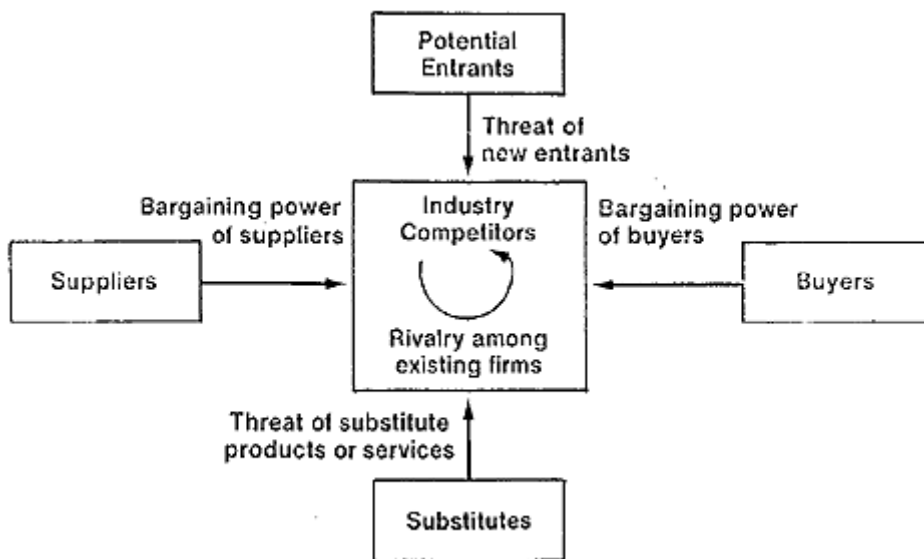 Potential
Entrants
Threat of
new entrants
Bargaining power
of suppliers
Industry
Competitors
Bargaining power
of buyers
Suppliers
Buyers
Rivalry among
existing firms
Threat of substitute
products or services
Substitutes